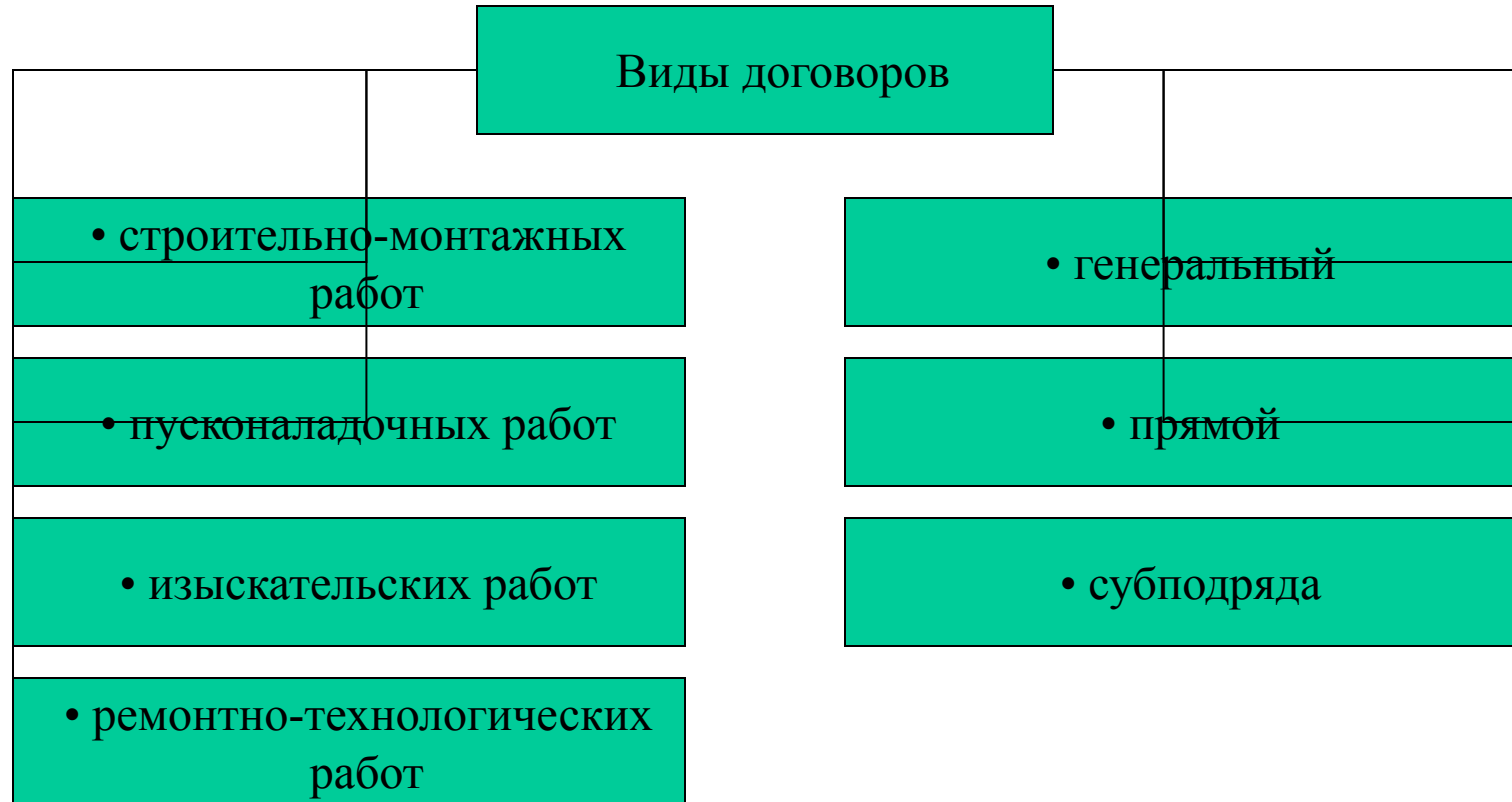 Виды договоров
• строительно-монтажных
работ
• пусконаладочных работ
• изыскательских работ
• ремонтно-технологических
работ
• генеральный
• прямой
• субподряда